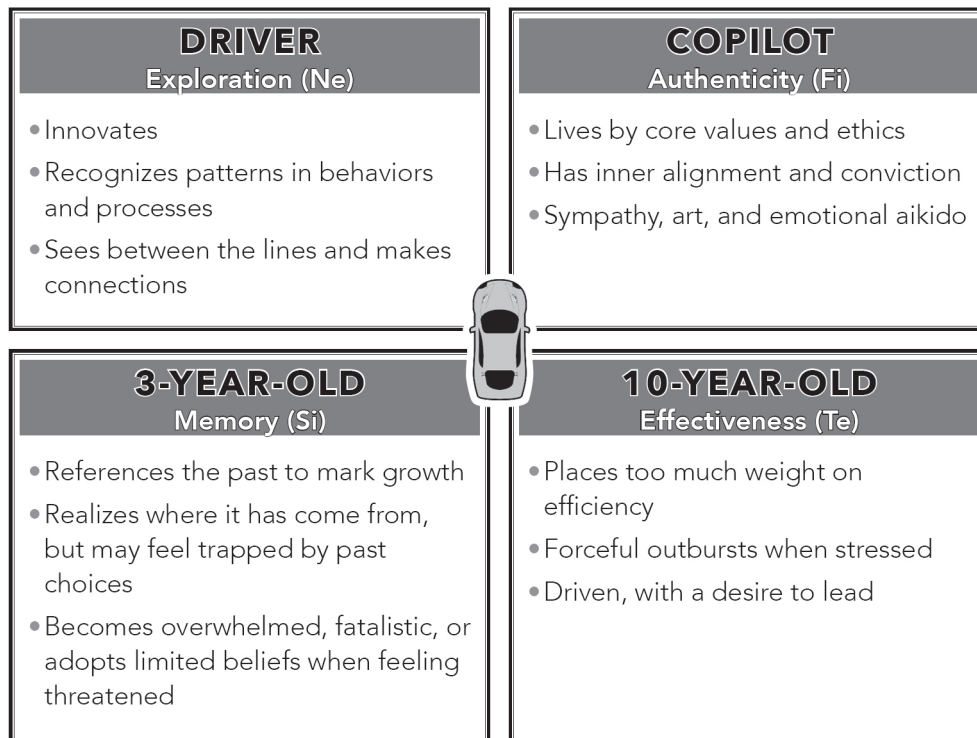 DRIVER
Exploration (Ne)
• Innovates
• Recognizes patterns in behaviors
and processes
• Sees between the lines and makes
connections
COPILOT
Authenticity (Fi)
• Lives by core values and ethics
• Has inner alignment and conviction
• Sympathy, art, and emotional aikido
3-YEAR-OLD
Memory (Si)
• References the past to mark growth
• Realizes where it has come from,
but may feel trapped by past
choices
• Becomes overwhelmed, fatalistic, or
adopts limited beliefs when feeling
threatened
10-YEAR-OLD
Effectiveness (Te)
• Places too much weight on
efficiency
• Forceful outbursts when stressed
• Driven, with a desire to lead